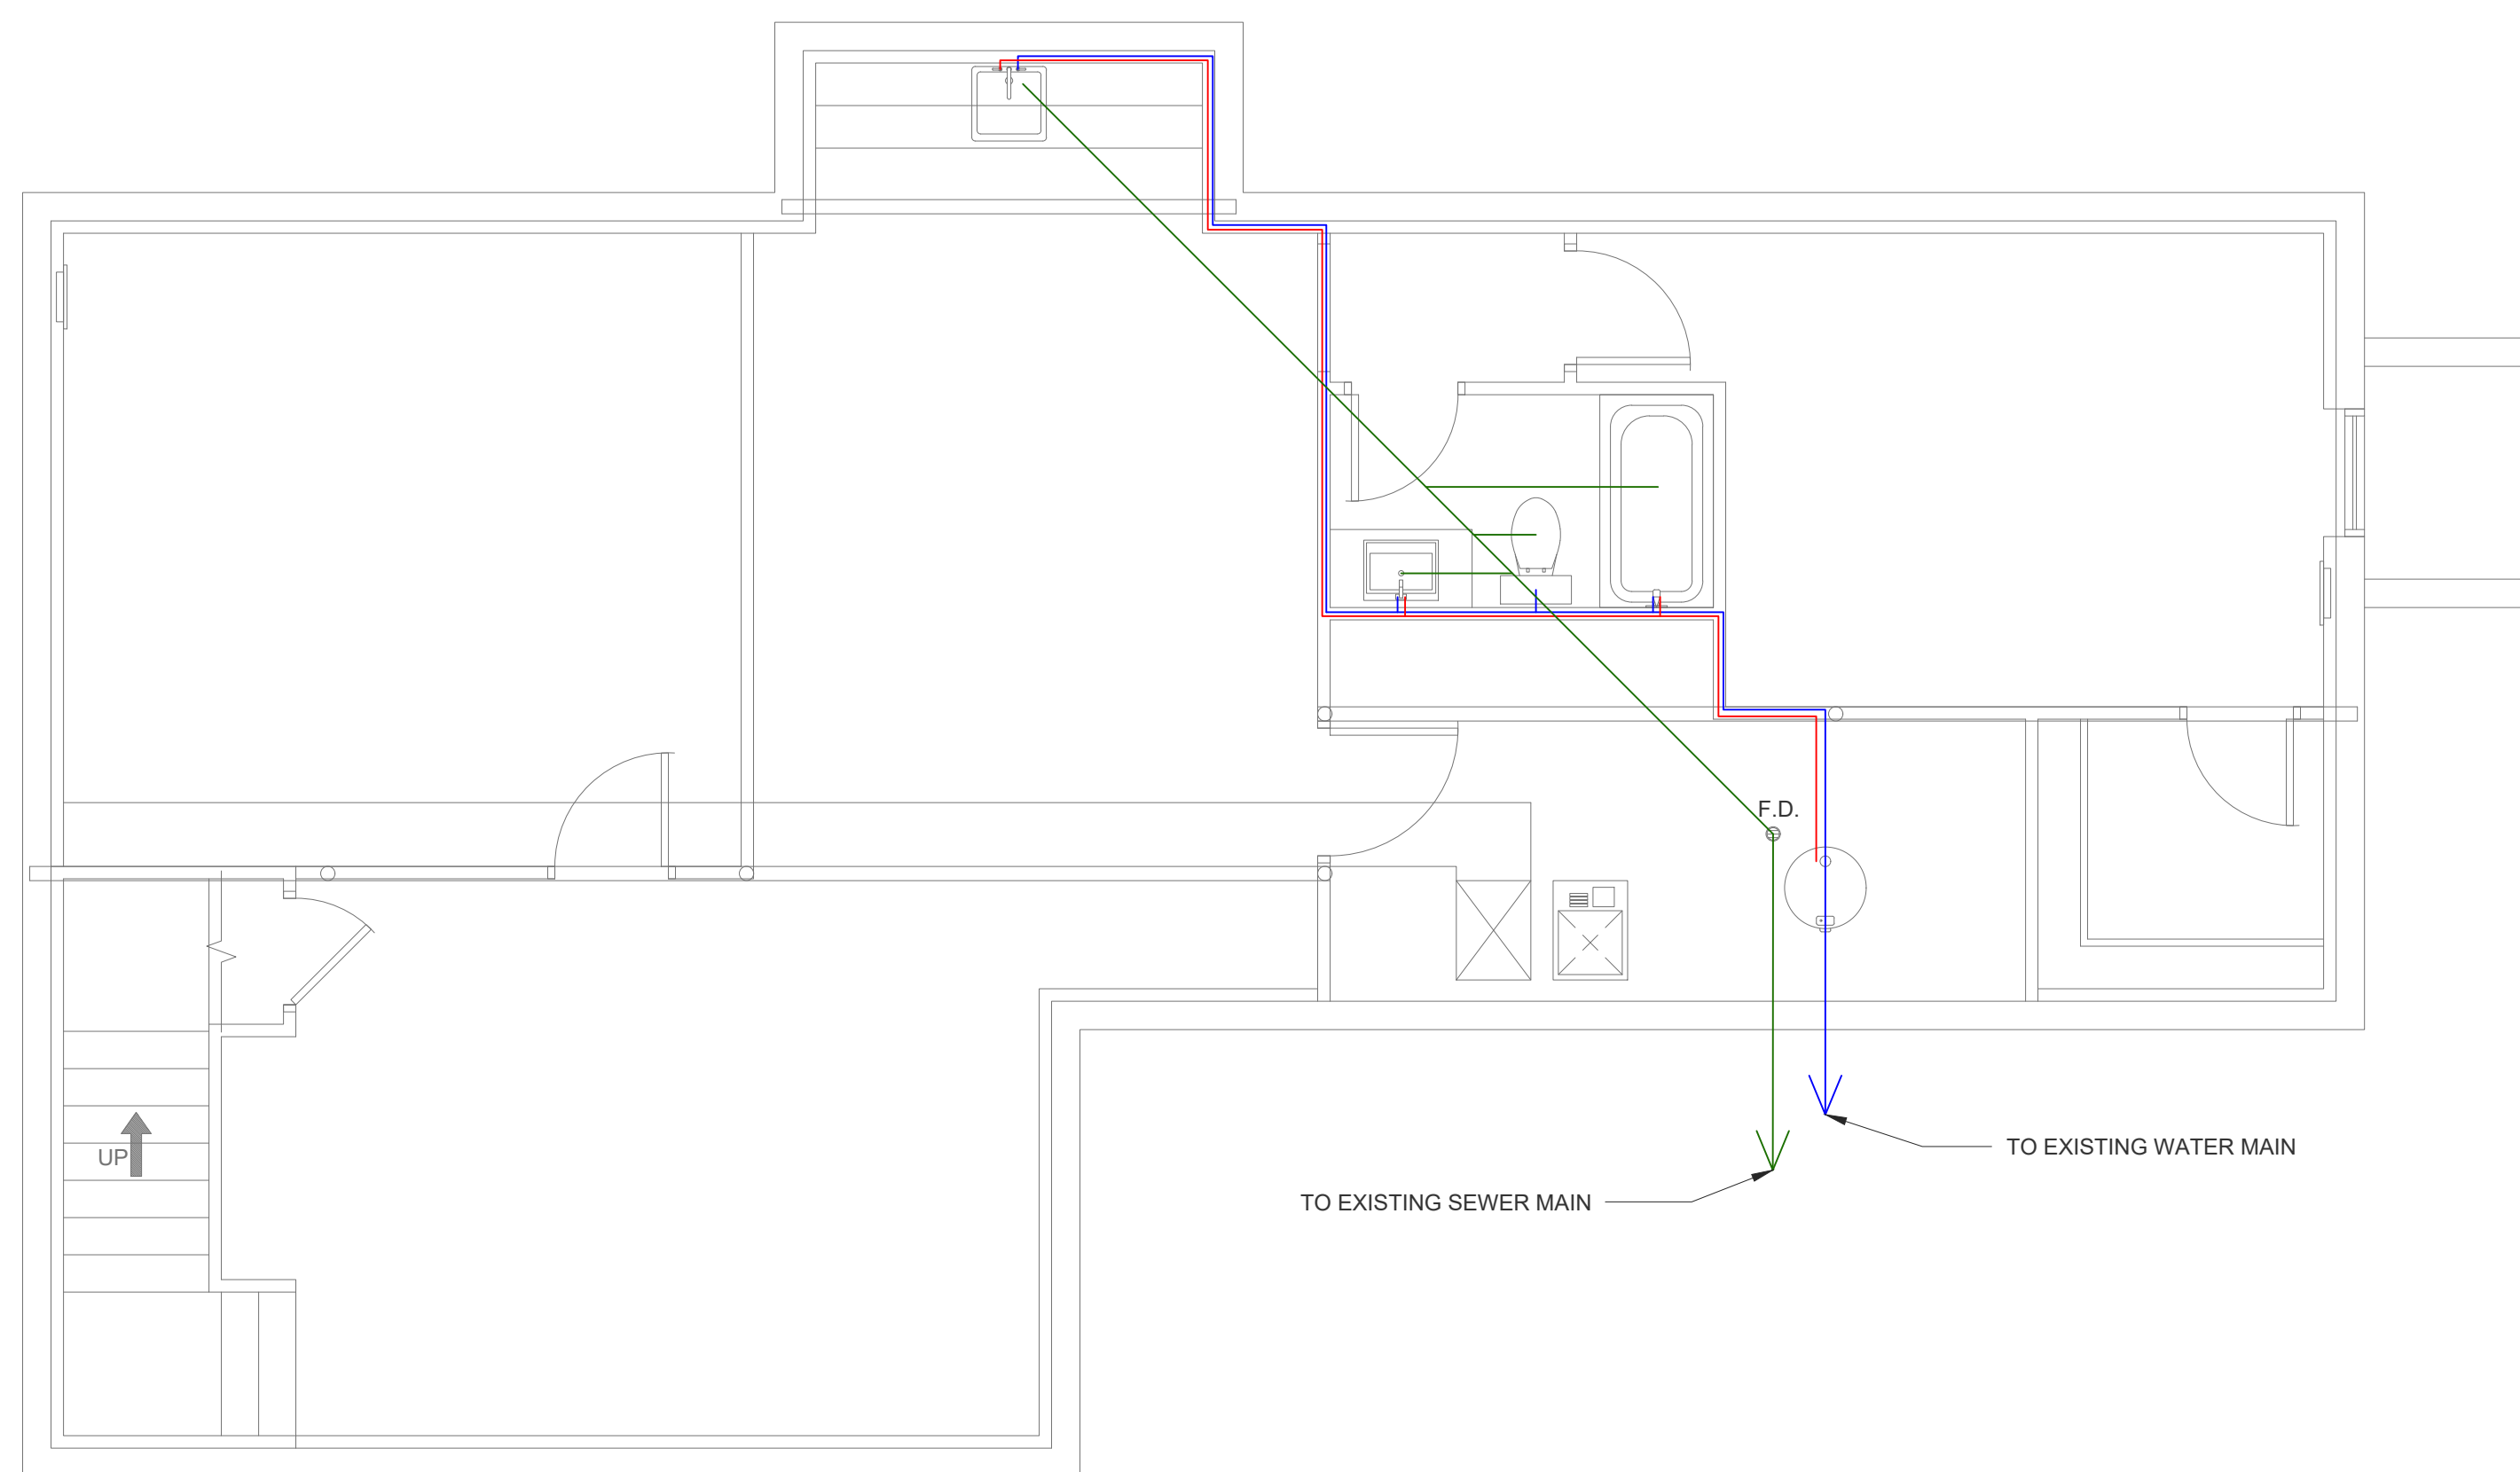 F.D.
TO EXISTING WATER MAIN
UP
TO EXISTING SEWER MAIN